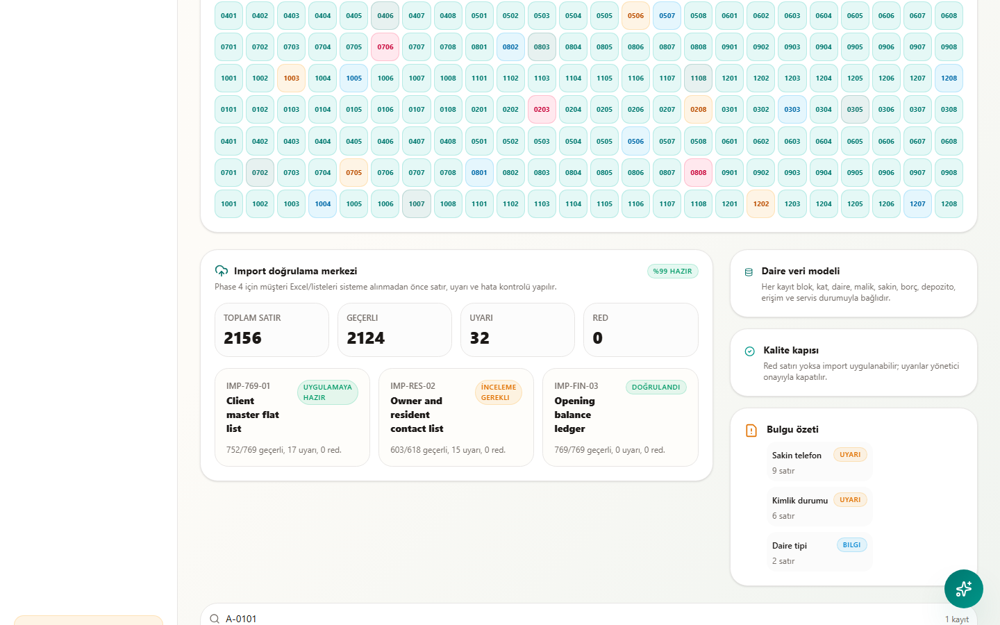 0401 0402 0403 0404 0405 0406 0407 0408 0501 0502 0503 0504 0505 0506 0507 0508 0601 0602 0603 0604 0605 0606 0607 0608
0701 0702 0703 0704 0705 0706 0707 0708 0801 0802 0803 0804 0805 0806 0807 0808 0901 0902 0903 0904 0905 0906 0907 0908
1001 1002 1003 1004 1005 1006 1007 1008 1101 1102 1103 1104 1105 1106 1107 1108 1201 1202 1203 1204 1205 1206 1207 1208
0101 0102 0103 0104 0105 0106 0107 0108 0201 0202 0203 0204 0205 0206 0207 0208 0301 0302 0303 0304 0305 0306 0307 0308
0401 0402 0403 0404 0405 0406 0407 0408 0501 0502 0503 0504 0505 0506 0507 0508 0601 0602 0603 0604 0605 0606 0607 0608
0701 0702 0703 0704 0705 0706 0707 0708 0801 0802 0803 0804 0805 0806 0807 0808 0901 0902 0903 0904 0905 0906 0907 0908
1001 1002 1003 1004 1005 1006 1007 1008 1101 1102 1103 1104 1105 1106 1107 1108 1201 1202 1203 1204 1205 1206 1207 1208
Import doğrulama merkezi
%99 HAZIR
Phase 4 için müşteri Excel/listeleri sisteme alınmadan önce satır, uyarı ve hata kontrolü yapılır.
TOPLAM SATIR
2156
GEÇERLI
2124
UYARI
32
RED
0
IMP-769-01
UYGULAMAYA
HAZIR
Client
master flat
list
752/769 geçerli, 17 uyarı, 0 red.
IMP-RES-02
İNCELEME
GEREKLI
Owner and
resident
contact list
603/618 geçerli, 15 uyarı, 0 red.
IMP-FIN-03
DOĞRULANDI
Opening
balance
ledger
769/769 geçerli, 0 uyarı, 0 red.
Daire veri modeli
Her kayıt blok, kat, daire, malik, sakin, borç, depozito,
erişim ve servis durumuyla bağlıdır.
Kalite kapısı
Red satırı yoksa import uygulanabilir; uyarılar yönetici
onayıyla kapatılır.
Bulgu özeti
Sakin telefon
UYARI
9 satır
Kimlik durumu
UYARI
6 satır
Daire tipi
BILGI
2 satır
A-0101
1 kayıt